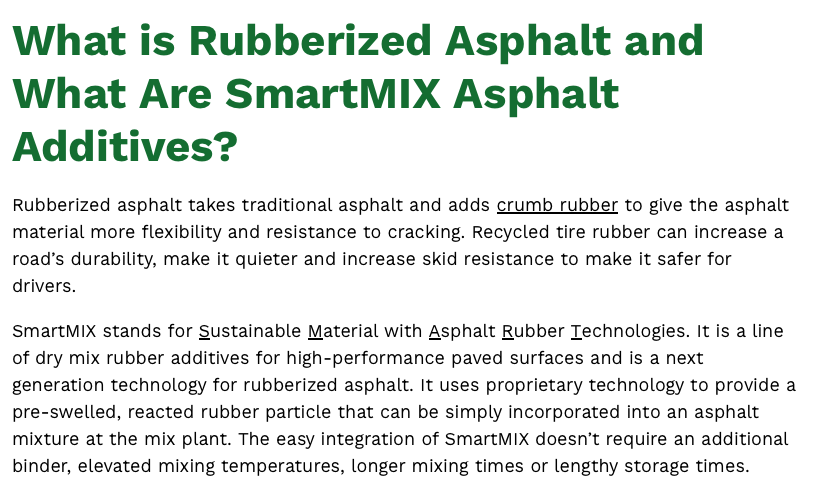 What is Rubberized Asphalt and
What Are SmartMIX Asphalt
Additives?
Rubberized asphalt takes traditional asphalt and adds crumb rubber to give the asphalt
material more flexibility and resistance to cracking. Recycled tire rubber can increase a
road’s durability, make it quieter and increase skid resistance to make it safer for
drivers.
SmartMIX stands for Sustainable Material with Asphalt Rubber Technologies. It is a line
of dry mix rubber additives for high-performance paved surfaces and is a next
generation technology for rubberized asphalt. It uses proprietary technology to provide a
pre-swelled, reacted rubber particle that can be simply incorporated into an asphalt
mixture at the mix plant. The easy integration of SmartMIX doesn’t require an additional
binder, elevated mixing temperatures, longer mixing times or lengthy storage times.